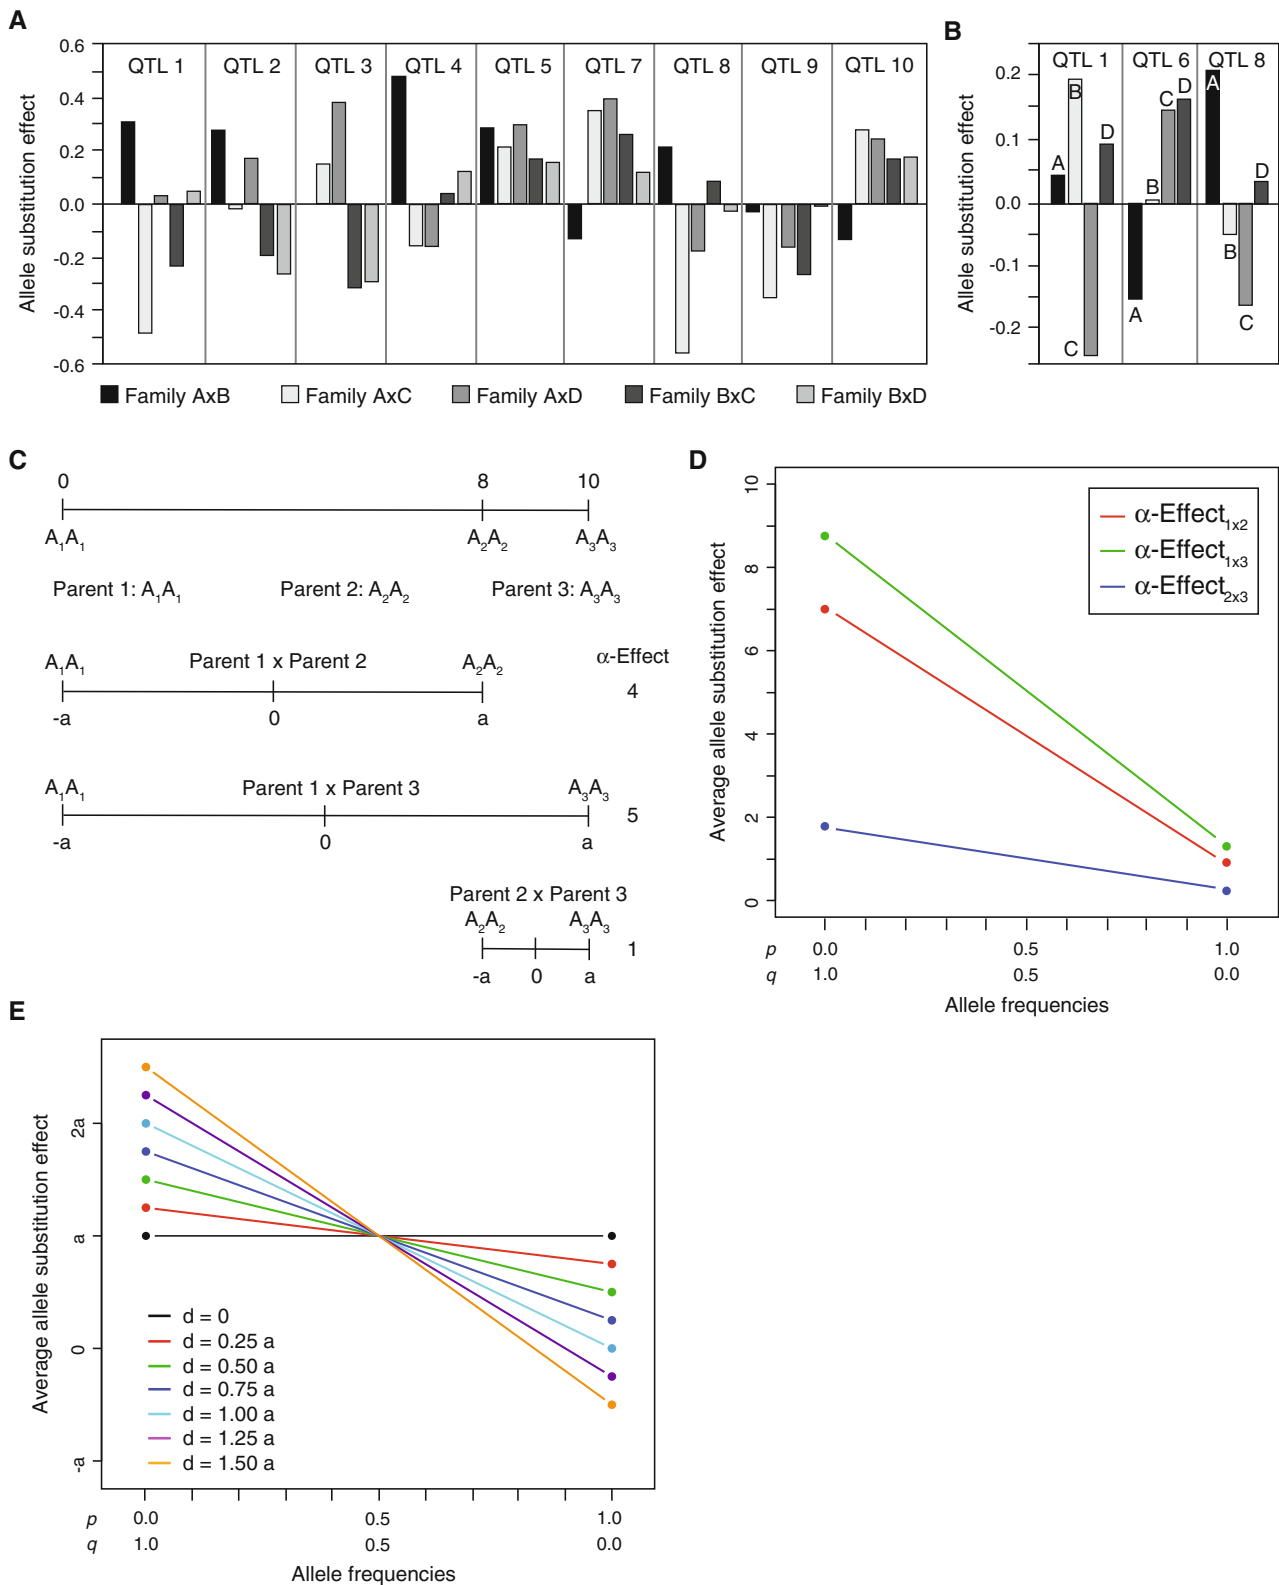 A
B
0.6
0.4
0.2
0.0
-0.2
-0.4
-0.6
Allele substitution effect
QTL 1 QTL 2 QTL 3 QTL 4 QTL 5 QTL 7 QTL 8 QTL 9 QTL 10
Family AxB Family AxC Family AxD Family BxC Family BxD
0.2
0.1
0.0
-0.1
-0.2
Allele substitution effect
QTL 1 QTL 6 QTL 8
A B C D
A B C D
A B C D
C
0 8 10
A₁A₁ A₂A₂ A₃A₃
Parent 1: A₁A₁ Parent 2: A₂A₂ Parent 3: A₃A₃
A₁A₁ Parent 1 x Parent 2 A₂A₂ α-Effect
4
-a 0 a
A₁A₁ Parent 1 x Parent 3 A₃A₃
5
-a 0 a
Parent 2 x Parent 3
A₂A₂ A₃A₃
1
-a 0 a
D
10
8
6
4
2
0
Average allele substitution effect
α-Effect₁ₓ₂
α-Effect₁ₓ₃
α-Effect₂ₓ₃
p 0.0 0.5 1.0
q 1.0 0.5 0.0
Allele frequencies
E
2a
a
0
-a
Average allele substitution effect
d = 0
d = 0.25 a
d = 0.50 a
d = 0.75 a
d = 1.00 a
d = 1.25 a
d = 1.50 a
p 0.0 0.5 1.0
q 1.0 0.5 0.0
Allele frequencies